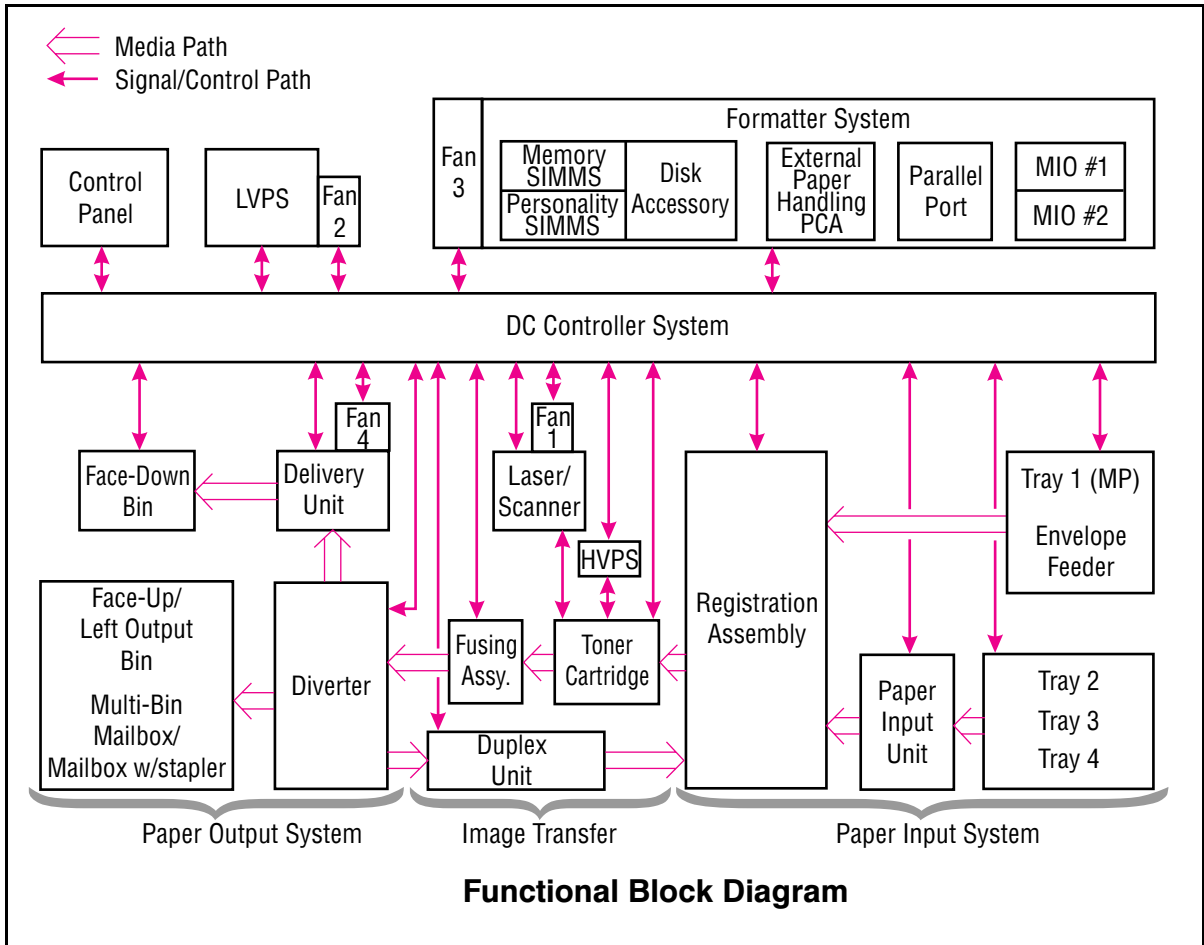 Media Path
Signal/Control Path
Formatter System
Fan
3
Memory
SIMMS
Personality
SIMMS
Disk
Accessory
External
Paper
Handling
PCA
Parallel
Port
MIO #1
MIO #2
Control
Panel
LVPS
Fan
2
DC Controller System
Face-Down
Bin
Fan
4
Delivery
Unit
Fan
1
Laser/
Scanner
HVPS
Registration
Assembly
Tray 1 (MP)
Envelope
Feeder
Face-Up/
Left Output
Bin
Multi-Bin
Mailbox/
Mailbox w/stapler
Diverter
Fusing
Assy.
Toner
Cartridge
Duplex
Unit
Paper
Input
Unit
Tray 2
Tray 3
Tray 4
Paper Output System
Image Transfer
Paper Input System
Functional Block Diagram